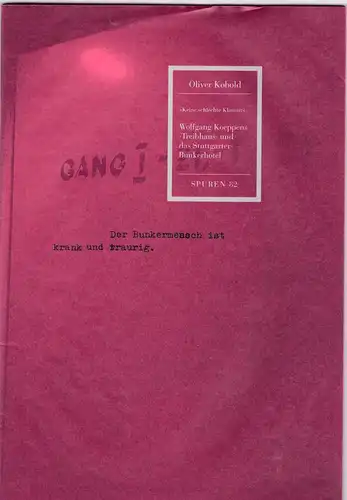 Oliver Kobold
»Keine schlechte Klausur«.
Wolfgang Koeppens
›Treibhaus‹ und
das Stuttgarter
Bunkerhotel
SPUREN 82
GANG I
Der Bunkermensch ist
krank und traurig.